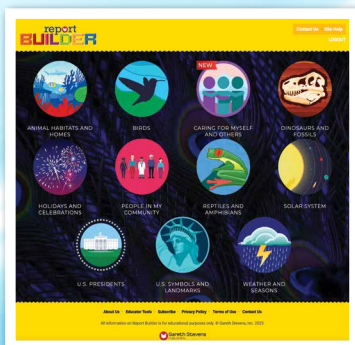 report
BUILDER
Contact Us Site Help
LOGOUT
NEW
ANIMAL HABITATS AND
HOMES
BIRDS
CARING FOR MYSELF
AND OTHERS
DINOSAURS AND
FOSSILS
HOLIDAYS AND
CELEBRATIONS
PEOPLE IN MY
COMMUNITY
REPTILES AND
AMPHIBIANS
SOLAR SYSTEM
U.S. PRESIDENTS
U.S. SYMBOLS AND
LANDMARKS
WEATHER AND
SEASONS
About Us Educator Tools Subscribe Privacy Policy Terms of Use Contact Us
All information on Report Builder is for educational purposes only. © Gareth Stevens, Inc. 2023
Gareth Stevens